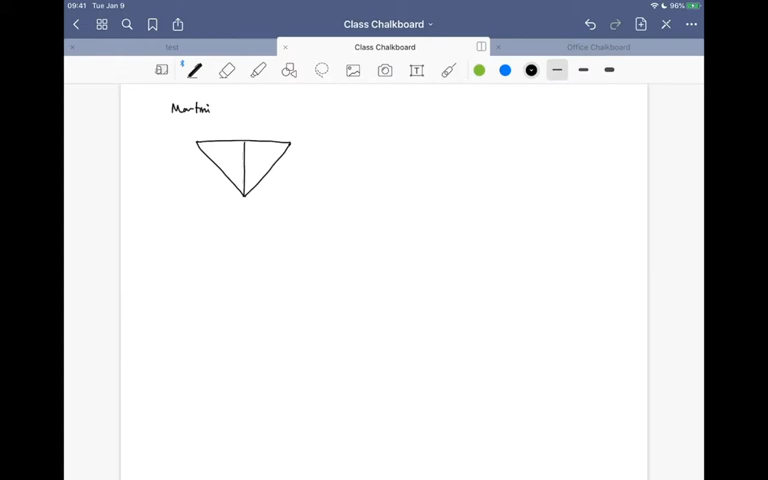 09:41 Tue Jan 9
96%
Class Chalkboard
test
Class Chalkboard
Office Chalkboard
T
Martini